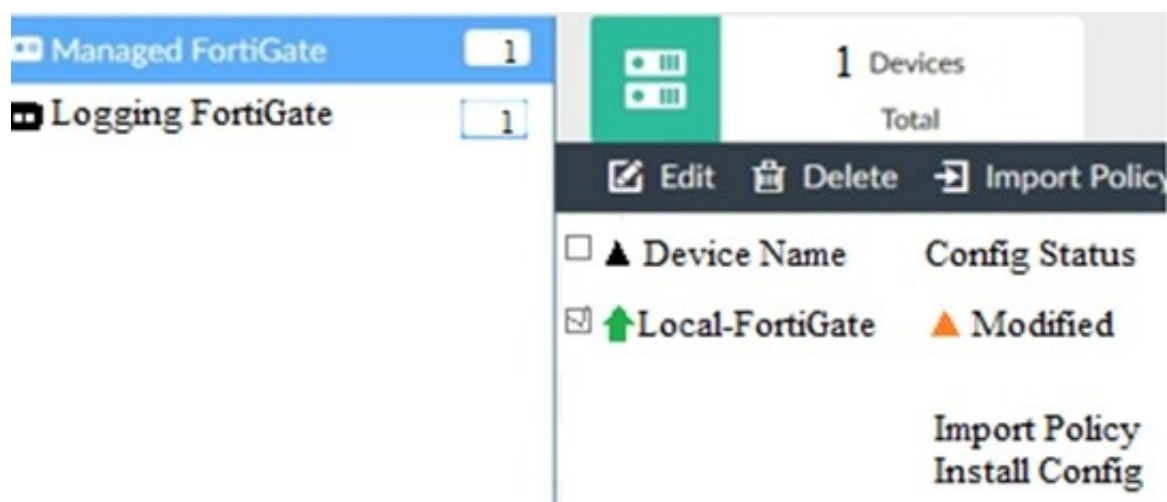 Managed FortiGate 1
Logging FortiGate 1
1 Devices
Total
Edit Delete Import Policy
Device Name Config Status
Local-FortiGate Modified
Import Policy
Install Config